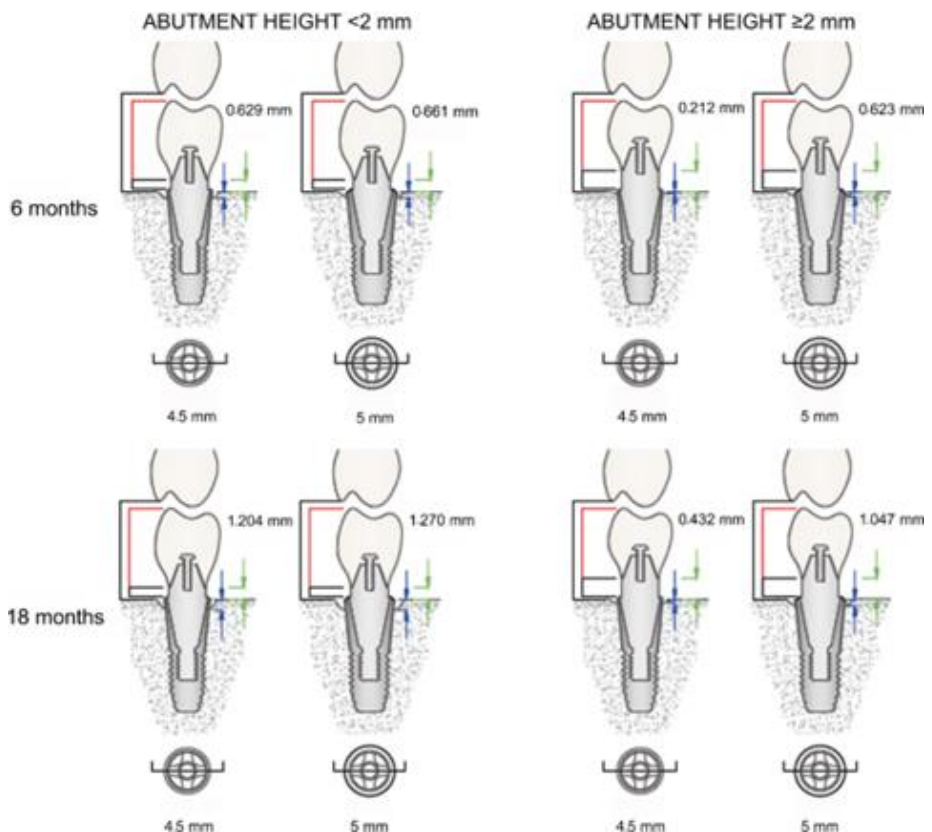 ABUTMENT HEIGHT <2 mm
ABUTMENT HEIGHT ≥2 mm
0.629 mm
0.661 mm
0.212 mm
0.623 mm
6 months
4.5 mm
5 mm
4.5 mm
5 mm
1.204 mm
1.270 mm
0.432 mm
1.047 mm
18 months
4.5 mm
5 mm
4.5 mm
5 mm